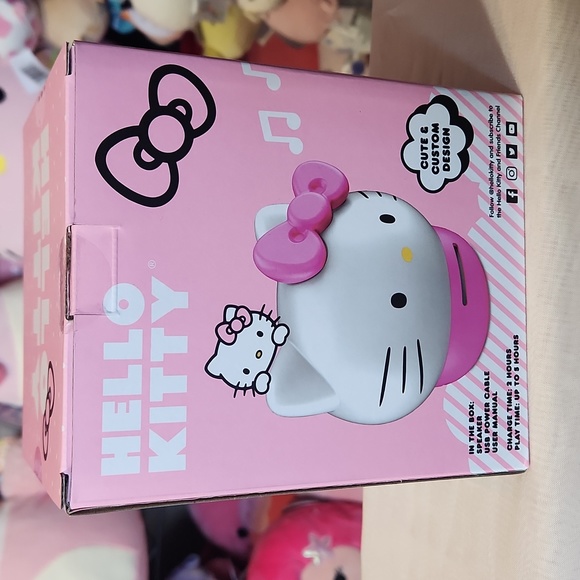 HELLO
KITTY®
CUTE &
CUSTOM
DESIGN
Follow @hellokitty and subscribe to
the Hello Kitty and Friends Channel
IN THE BOX:
SPEAKER
USB POWER CABLE
USER MANUAL
CHARGE TIME: 2 HOURS
PLAY TIME: UP TO 5 HOURS